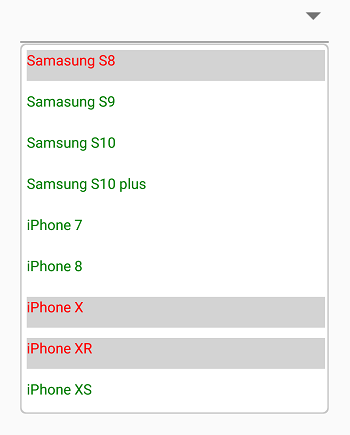 Samasung S8
Samasung S9
Samsung S10
Samsung S10 plus
iPhone 7
iPhone 8
iPhone X
iPhone XR
iPhone XS